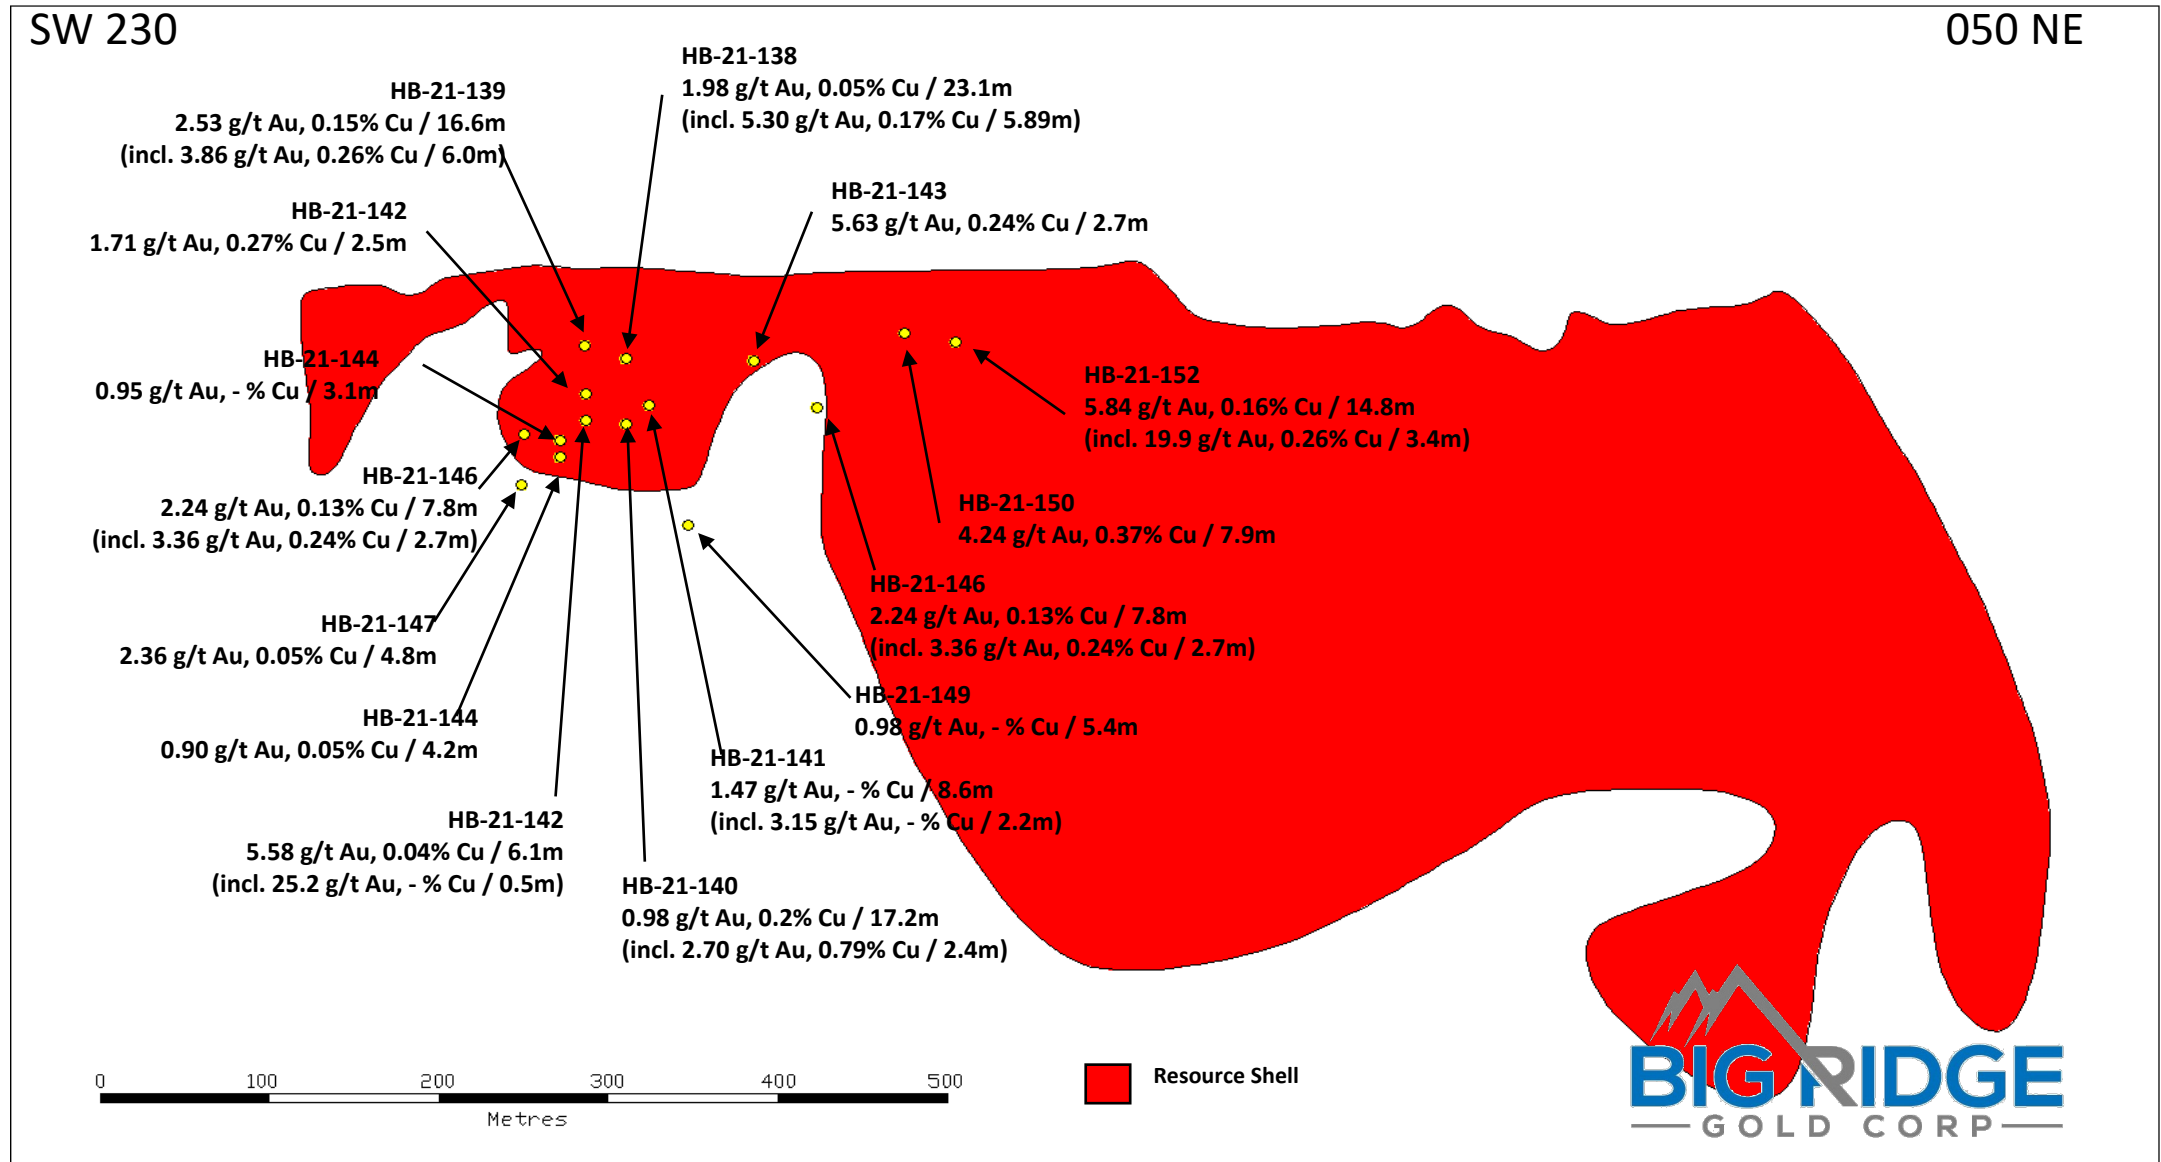 SW 230
050 NE
HB-21-138
1.98 g/t Au, 0.05% Cu / 23.1m
(incl. 5.30 g/t Au, 0.17% Cu / 5.89m)
HB-21-139
2.53 g/t Au, 0.15% Cu / 16.6m
(incl. 3.86 g/t Au, 0.26% Cu / 6.0m)
HB-21-143
5.63 g/t Au, 0.24% Cu / 2.7m
HB-21-142
1.71 g/t Au, 0.27% Cu / 2.5m
HB-21-144
0.95 g/t Au, - % Cu / 3.1m
HB-21-152
5.84 g/t Au, 0.16% Cu / 14.8m
(incl. 19.9 g/t Au, 0.26% Cu / 3.4m)
HB-21-146
2.24 g/t Au, 0.13% Cu / 7.8m
(incl. 3.36 g/t Au, 0.24% Cu / 2.7m)
HB-21-150
4.24 g/t Au, 0.37% Cu / 7.9m
HB-21-146
2.24 g/t Au, 0.13% Cu / 7.8m
(incl. 3.36 g/t Au, 0.24% Cu / 2.7m)
HB-21-147
2.36 g/t Au, 0.05% Cu / 4.8m
HB-21-149
0.98 g/t Au, - % Cu / 5.4m
HB-21-144
0.90 g/t Au, 0.05% Cu / 4.2m
HB-21-141
1.47 g/t Au, - % Cu / 8.6m
(incl. 3.15 g/t Au, - % Cu / 2.2m)
HB-21-142
5.58 g/t Au, 0.04% Cu / 6.1m
(incl. 25.2 g/t Au, - % Cu / 0.5m)
HB-21-140
0.98 g/t Au, 0.2% Cu / 17.2m
(incl. 2.70 g/t Au, 0.79% Cu / 2.4m)
0 100 200 300 400 500
Metres
Resource Shell
BIG RIDGE
GOLD CORP